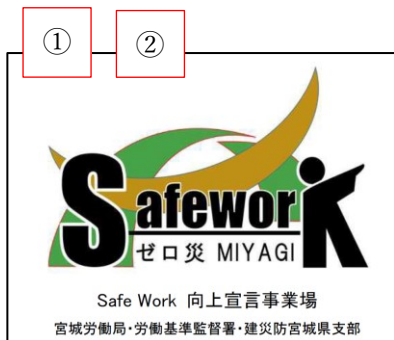 ① ②
Safework
ゼロ災 MIYAGI
Safe Work 向上宣言事業場
宮城労働局・労働基準監督署・建災防宮城県支部